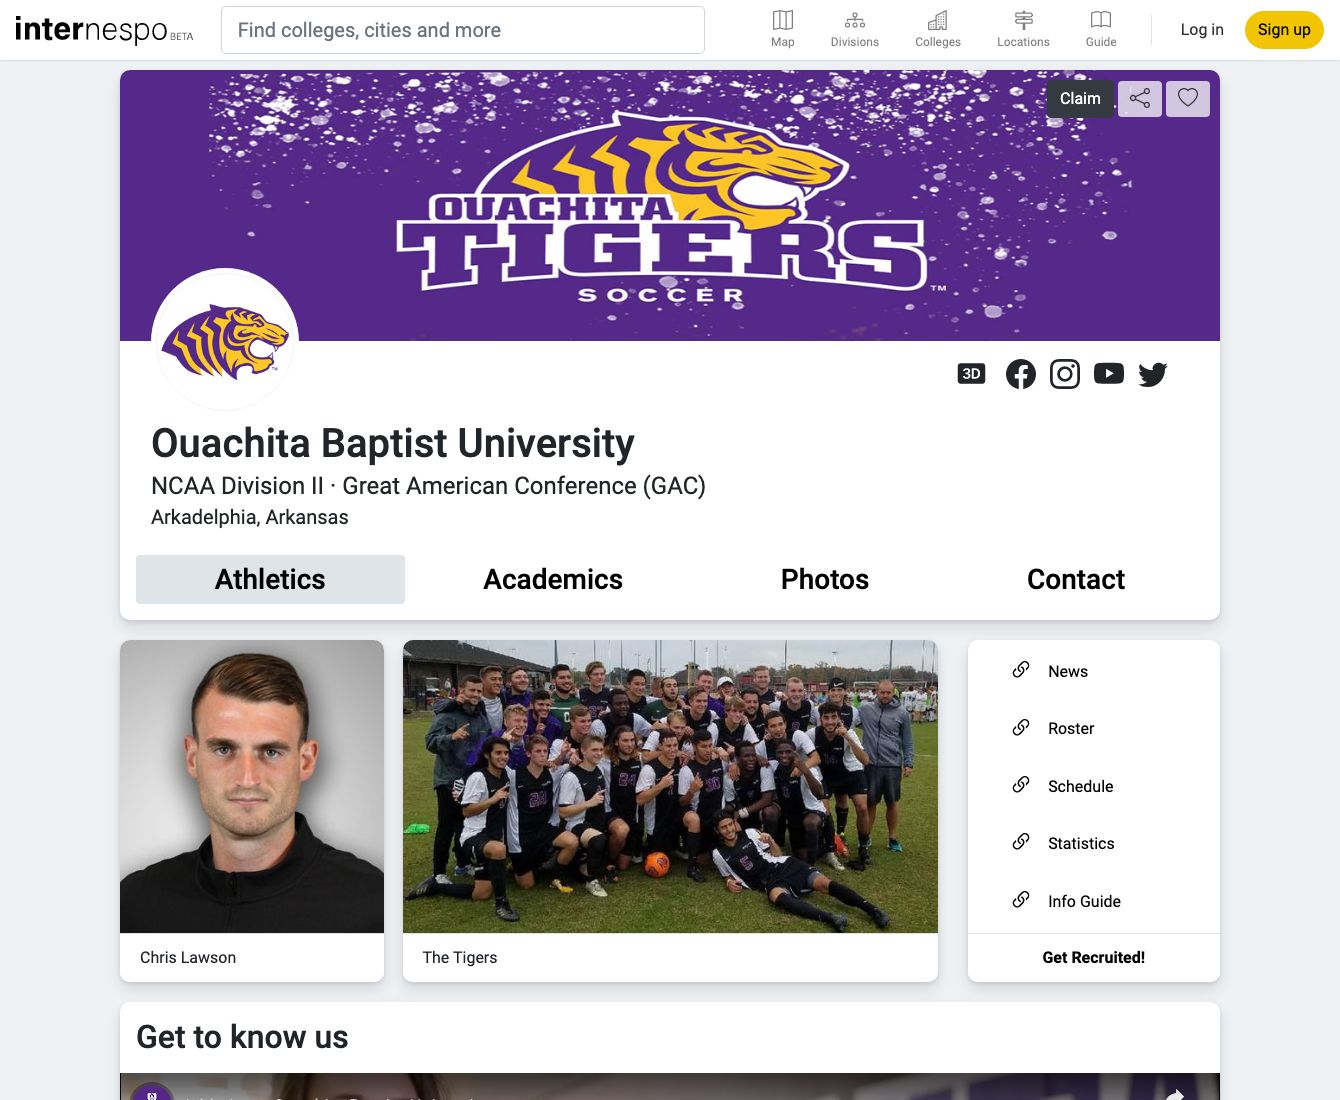 internespo BETA
Find colleges, cities and more
Map
Divisions
Colleges
Locations
Guide
Log in
Sign up
Claim
OUACHITA
TIGERS™
SOCCER
3D
Ouachita Baptist University
NCAA Division II · Great American Conference (GAC)
Arkadelphia, Arkansas
Athletics
Academics
Photos
Contact
News
Roster
Schedule
Statistics
Info Guide
Chris Lawson
The Tigers
Get Recruited!
Get to know us